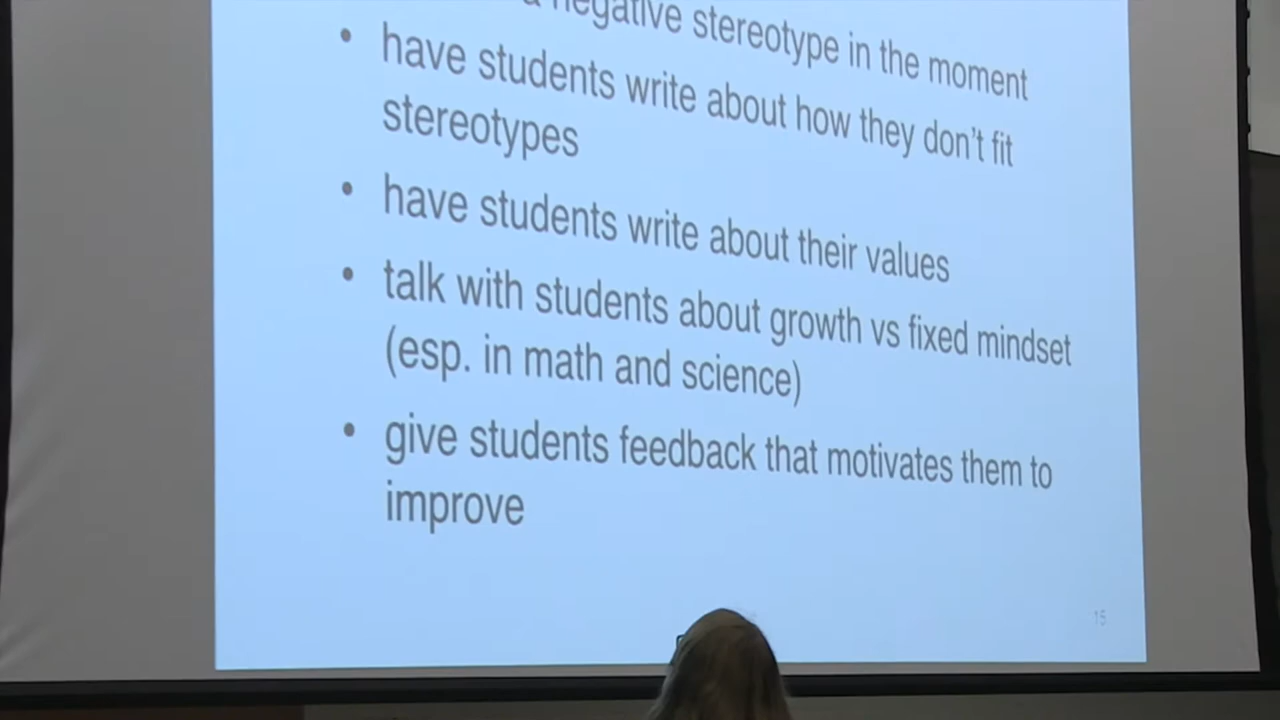 a negative stereotype in the moment
• have students write about how they don't fit
stereotypes
• have students write about their values
• talk with students about growth vs fixed mindset
(esp. in math and science)
• give students feedback that motivates them to
improve
15